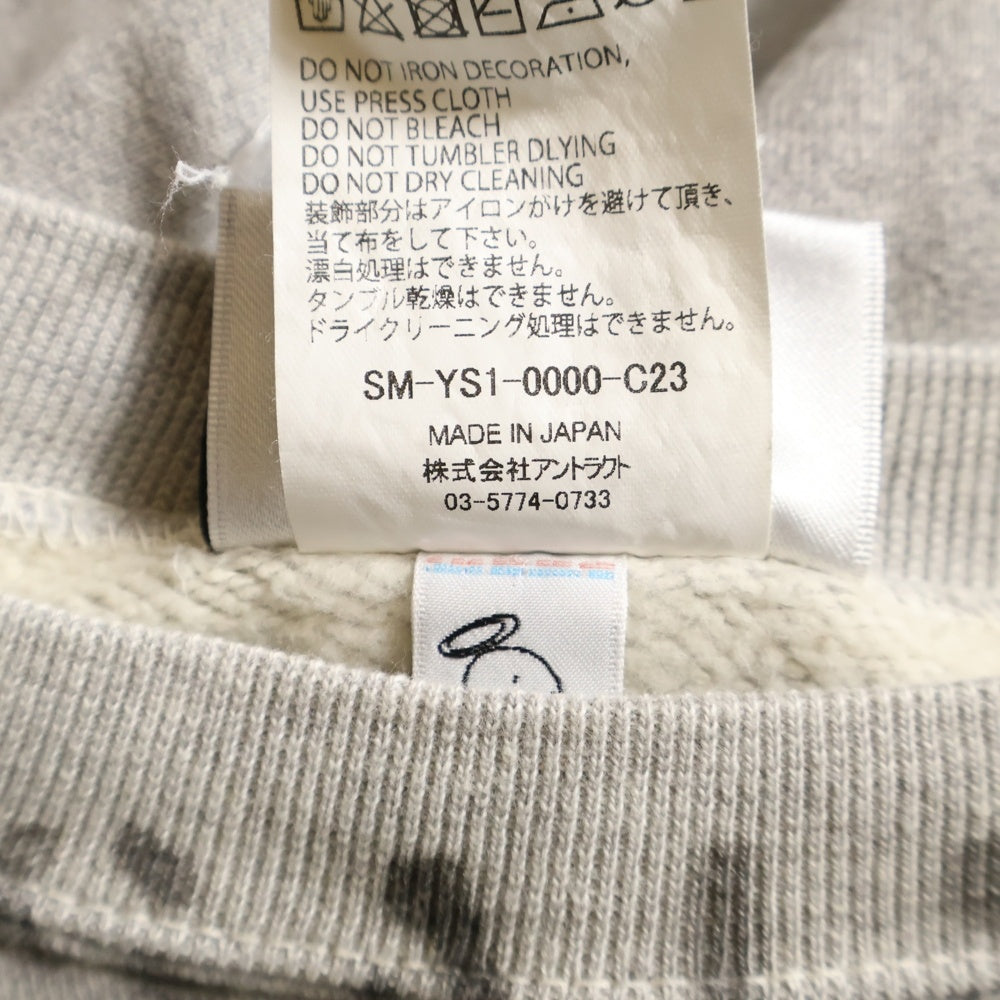 DO NOT IRON DECORATION,
USE PRESS CLOTH
DO NOT BLEACH
DO NOT TUMBLER DLYING
DO NOT DRY CLEANING
装飾部分はアイロンがけを避けて頂き、
当て布をして下さい。
漂白処理はできません。
タンブル乾燥はできません。
ドライクリーニング処理はできません。
SM-YS1-0000-C23
MADE IN JAPAN
株式会社アントラクト
03-5774-0733